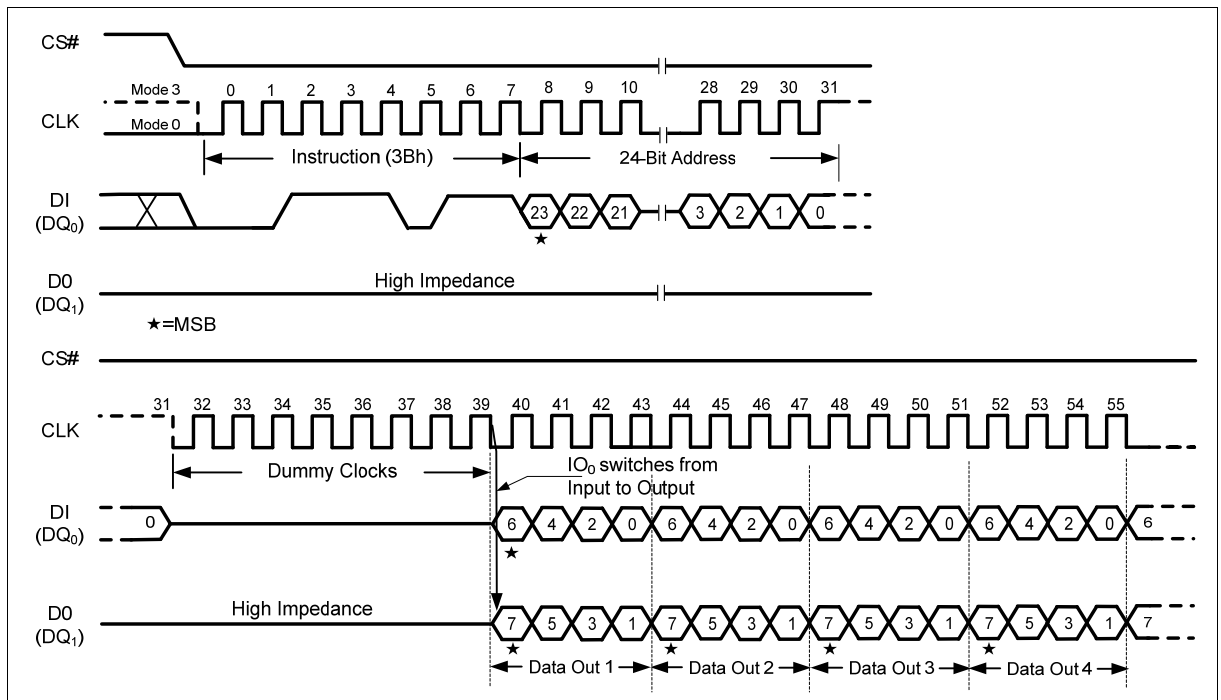 CS#
Mode 3
0 1 2 3 4 5 6 7 8 9 10 28 29 30 31
CLK
Mode 0
Instruction (3Bh)
24-Bit Address
DI
(DQ0)
23 22 21 3 2 1 0
★
D0
(DQ1)
High Impedance
★=MSB
CS#
31 32 33 34 35 36 37 38 39 40 41 42 43 44 45 46 47 48 49 50 51 52 53 54 55
CLK
Dummy Clocks
IO0 switches from
Input to Output
DI
(DQ0)
0 6 4 2 0 6 4 2 0 6 4 2 0 6 4 2 0 6
★
D0
(DQ1)
High Impedance
7 5 3 1 7 5 3 1 7 5 3 1 7 5 3 1 7
★ ★ ★ ★
Data Out 1 Data Out 2 Data Out 3 Data Out 4